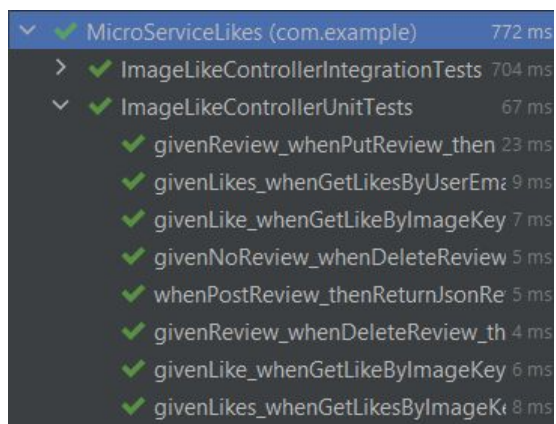 MicroServiceLikes (com.example) 772 ms
ImageLikeControllerIntegrationTests 704 ms
ImageLikeControllerUnitTests 67 ms
givenReview_whenPutReview_then 23 ms
givenLikes_whenGetLikesByUserEma 9 ms
givenLike_whenGetLikeByImageKey 7 ms
givenNoReview_whenDeleteReview 5 ms
whenPostReview_thenReturnJsonRe 5 ms
givenReview_whenDeleteReview_th 4 ms
givenLike_whenGetLikeByImageKey 6 ms
givenLikes_whenGetLikesByImageKe 8 ms